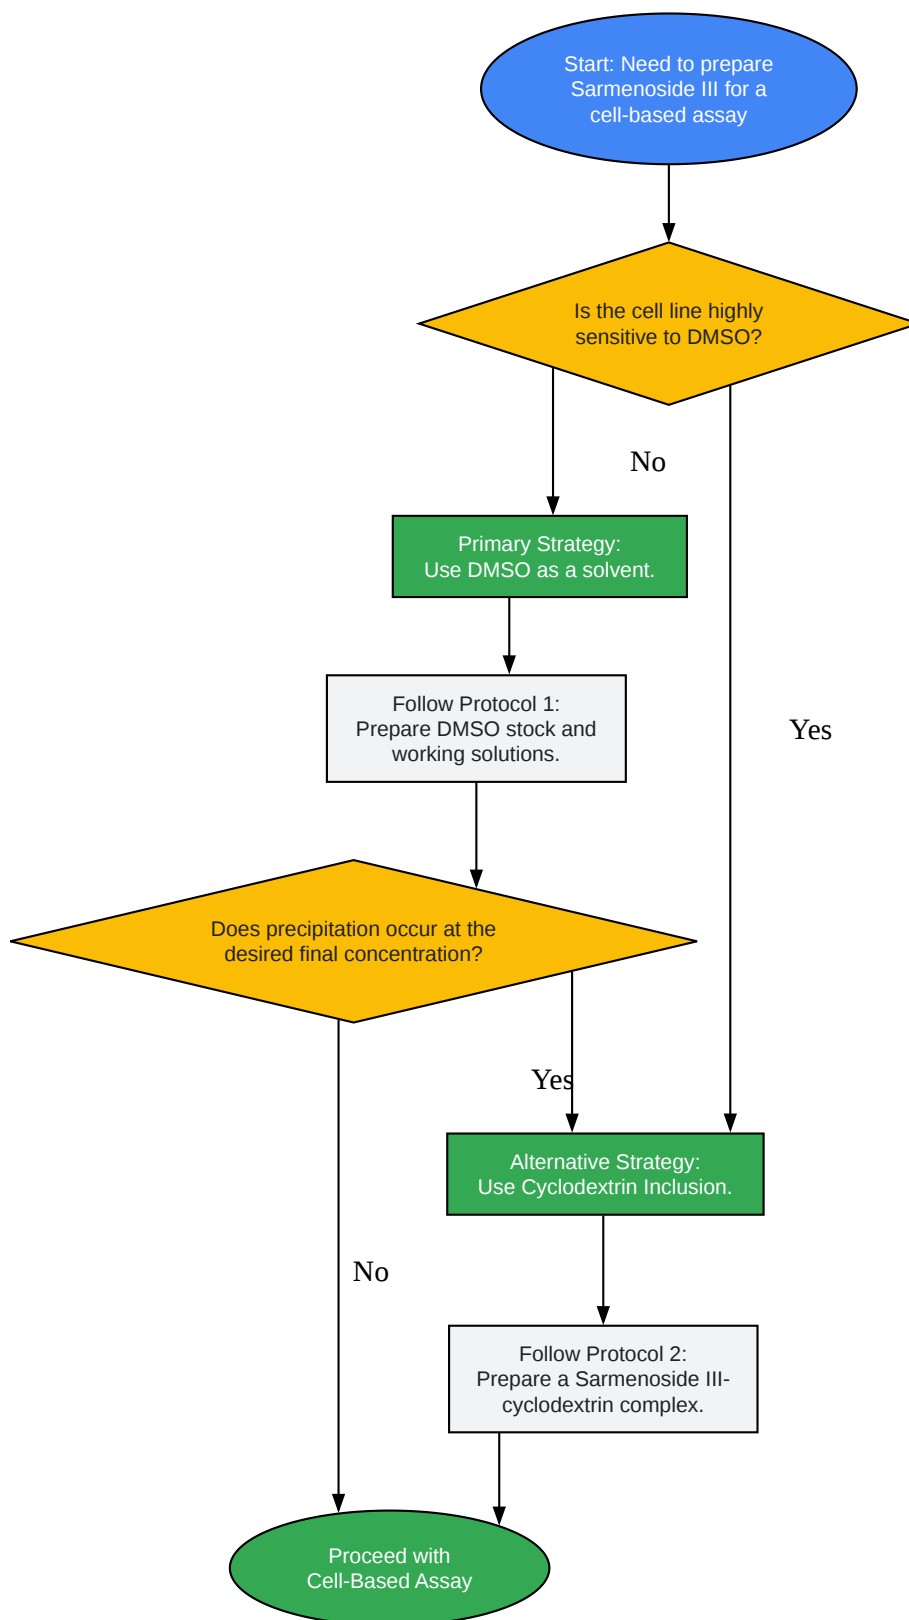 Start: Need to prepare
Sarmenoside III for a
cell-based assay
Is the cell line highly
sensitive to DMSO?
No
Primary Strategy:
Use DMSO as a solvent.
Follow Protocol 1:
Prepare DMSO stock and
working solutions.
Yes
Does precipitation occur at the
desired final concentration?
Yes
Alternative Strategy:
Use Cyclodextrin Inclusion.
No
Follow Protocol 2:
Prepare a Sarmenoside III-
cyclodextrin complex.
Proceed with
Cell-Based Assay